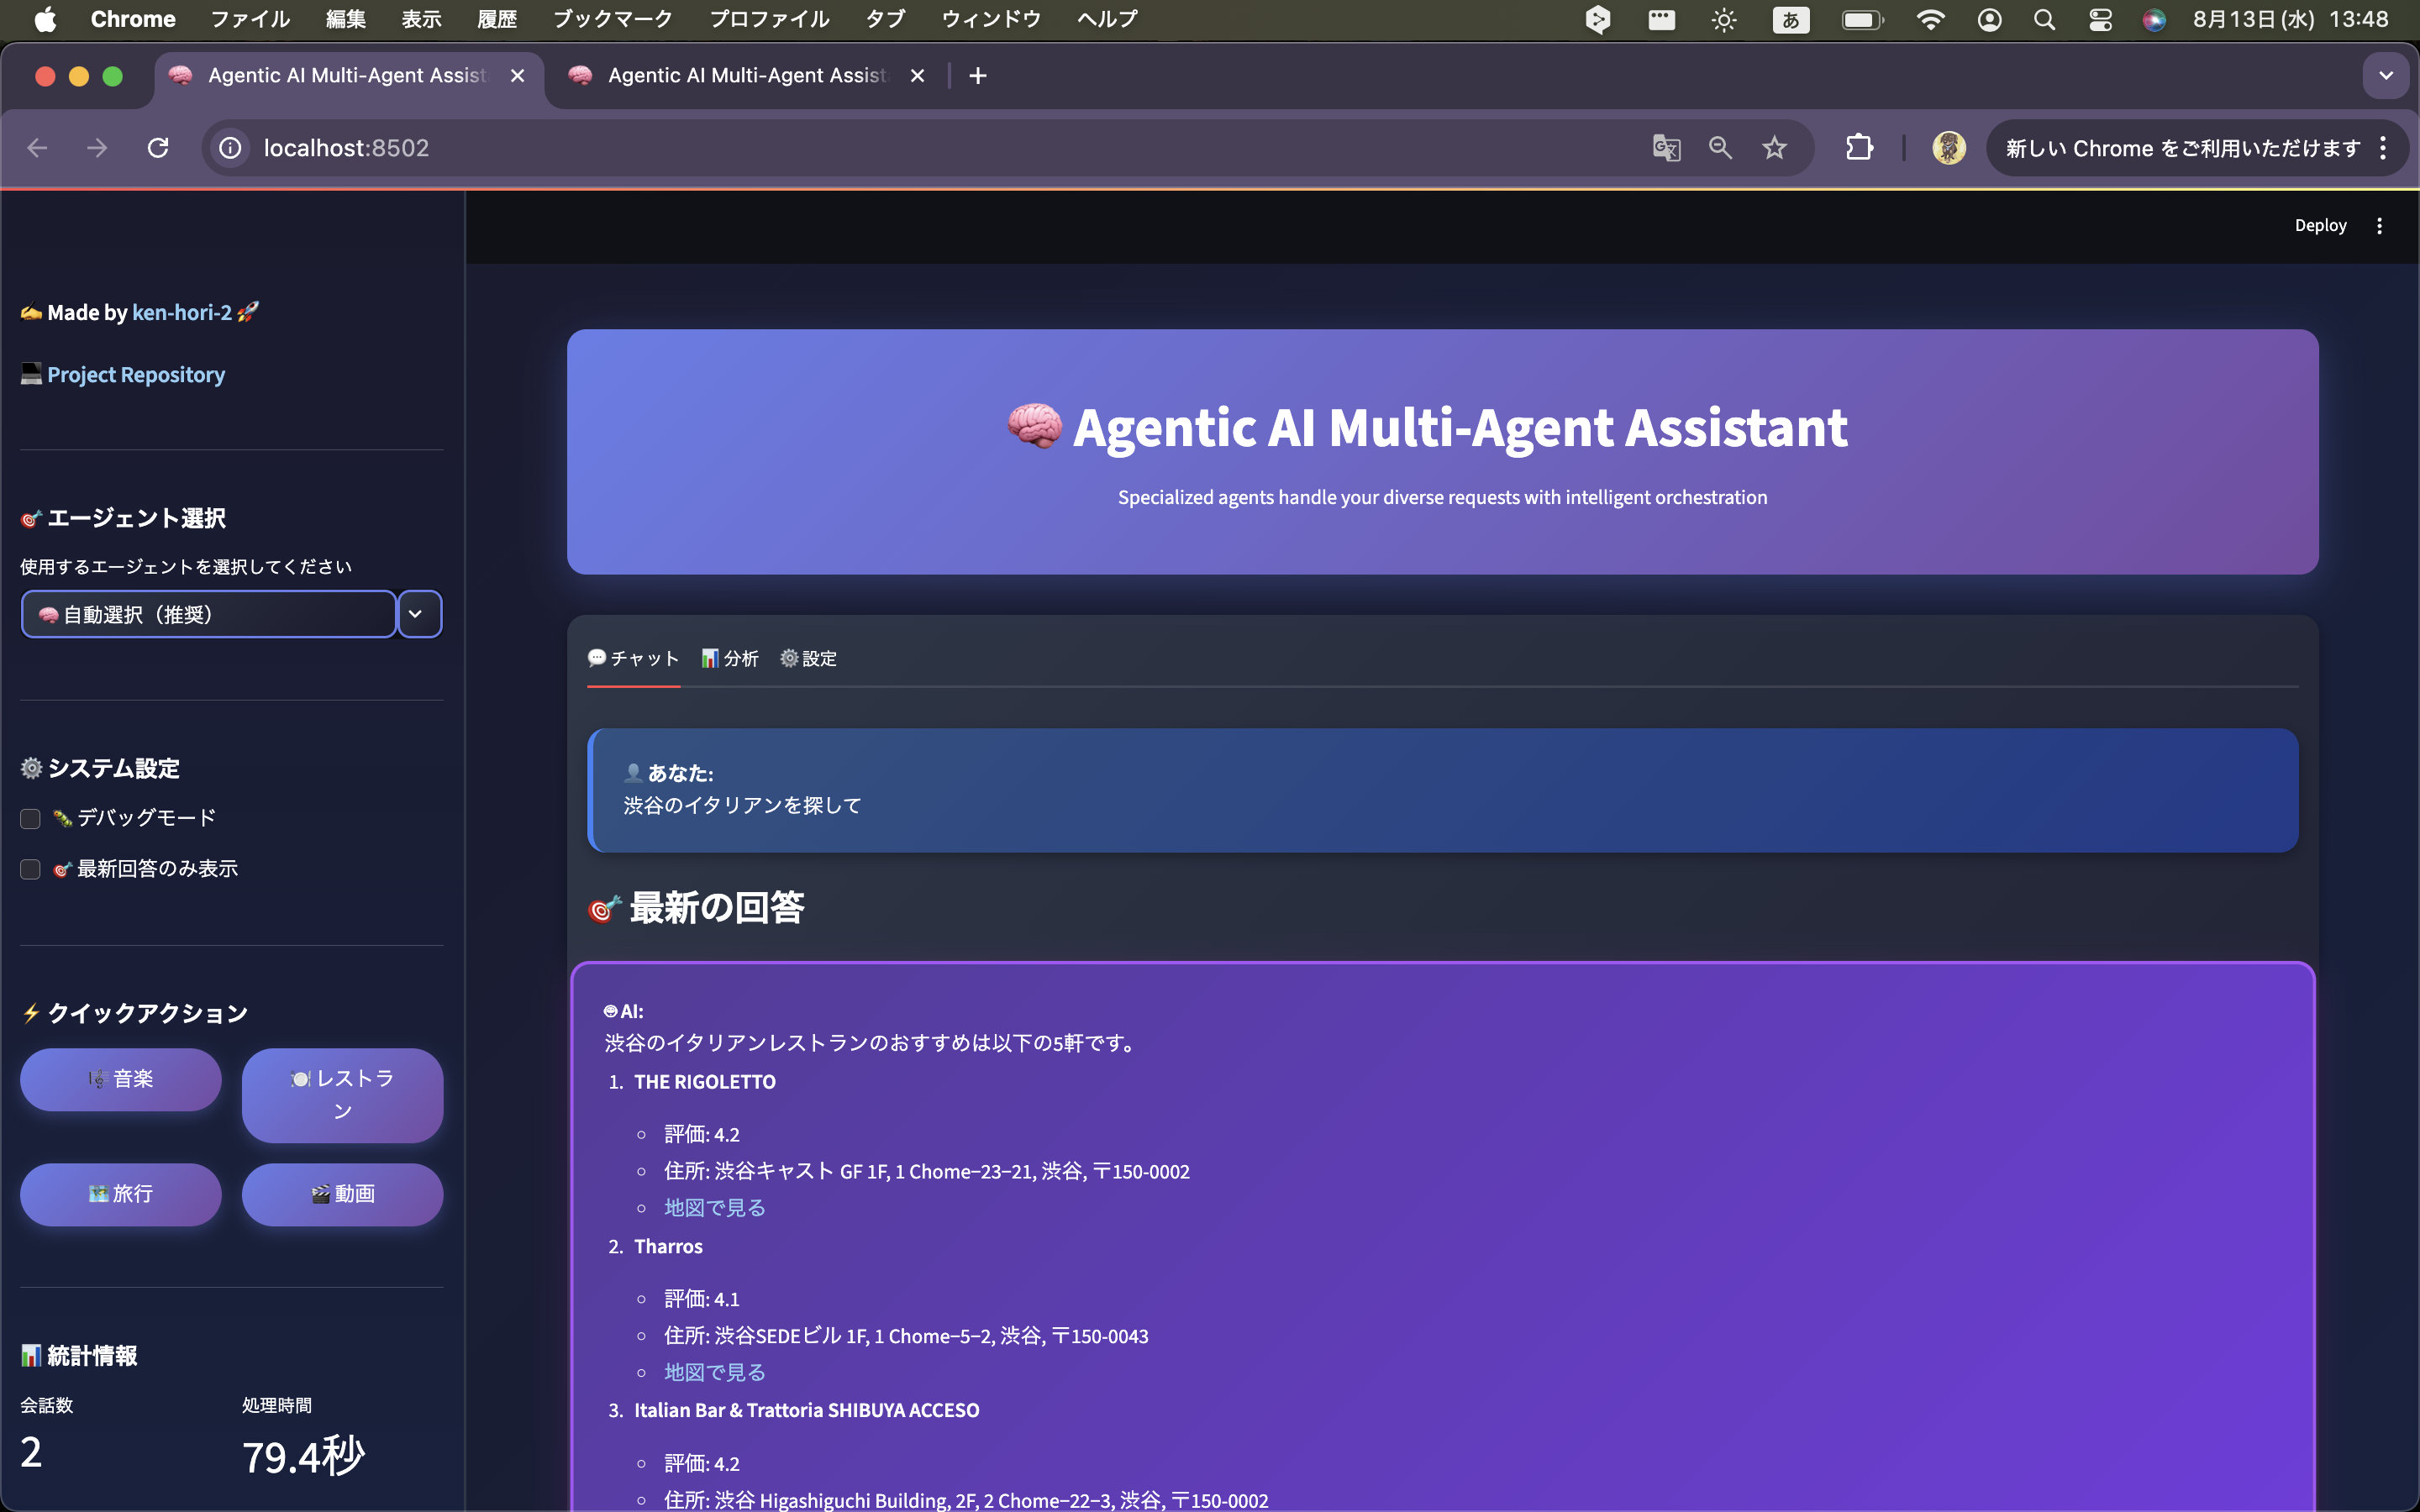 Chrome ファイル 編集 表示 履歴 ブックマーク プロファイル タブ ウィンドウ ヘルプ あ 8月13日(水) 13:48
Agentic AI Multi-Agent Assist
Agentic AI Multi-Agent Assist
localhost:8502
新しい Chrome をご利用いただけます
Deploy
✍️ Made by ken-hori-2 🚀
💻 Project Repository
🎯 エージェント選択
使用するエージェントを選択してください
🧠 自動選択（推奨）
⚙️ システム設定
🐛 デバッグモード
🎯 最新回答のみ表示
⚡ クイックアクション
🎼 音楽
🍽️ レストラ
ン
🗺️ 旅行
🎬 動画
📊 統計情報
会話数
2
処理時間
79.4秒
🧠 Agentic AI Multi-Agent Assistant
Specialized agents handle your diverse requests with intelligent orchestration
💬 チャット 📊 分析 ⚙️ 設定
👤 あなた:
渋谷のイタリアンを探して
🎯 最新の回答
🤖 AI:
渋谷のイタリアンレストランのおすすめは以下の5軒です。
1. THE RIGOLETTO
評価: 4.2
住所: 渋谷キャスト GF 1F, 1 Chome−23−21, 渋谷, 〒150-0002
地図で見る
2. Tharros
評価: 4.1
住所: 渋谷SEDEビル 1F, 1 Chome−5−2, 渋谷, 〒150-0043
地図で見る
3. Italian Bar & Trattoria SHIBUYA ACCESO
評価: 4.2
住所: 渋谷 Higashiguchi Building, 2F, 2 Chome−22−3, 渋谷, 〒150-0002